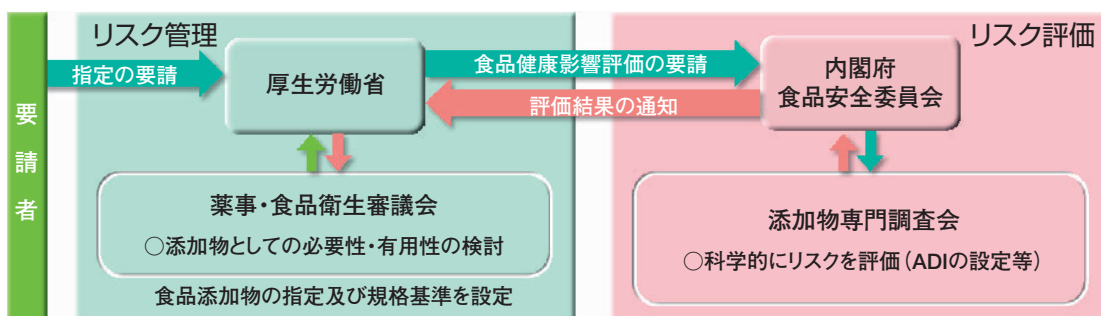 要請者
リスク管理
指定の要請
厚生労働省
食品健康影響評価の要請
評価結果の通知
薬事・食品衛生審議会
○添加物としての必要性・有用性の検討
食品添加物の指定及び規格基準を設定
リスク評価
内閣府
食品安全委員会
添加物専門調査会
○科学的にリスクを評価(ADIの設定等)